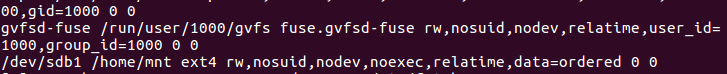 00,gid=1000 0 0
gvfsd-fuse /run/user/1000/gvfs fuse.gvfsd-fuse rw,nosuid,nodev,relatime,user_id=
1000,group_id=1000 0 0
/dev/sdb1 /home/mnt ext4 rw,nosuid,nodev,noexec,relatime,data=ordered 0 0